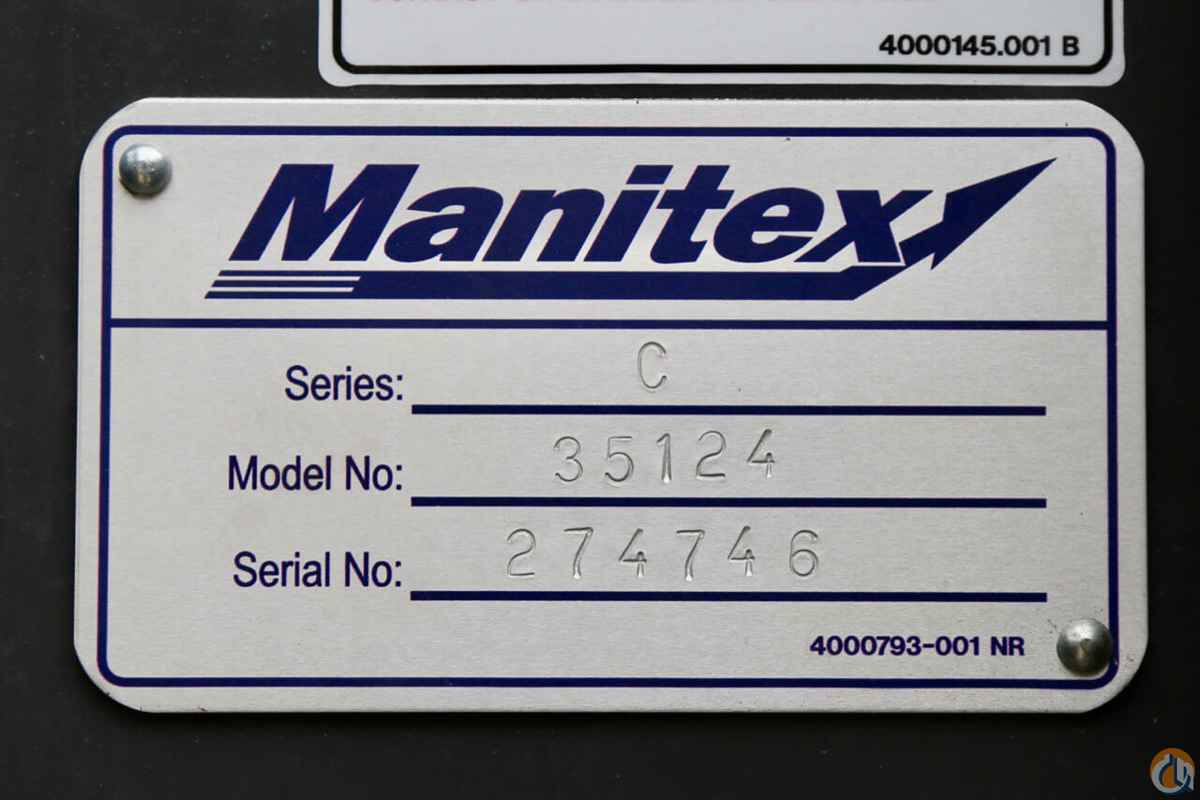 4000145.001 B
Manitex
Series: C
Model No: 35124
Serial No: 274746
4000793-001 NR